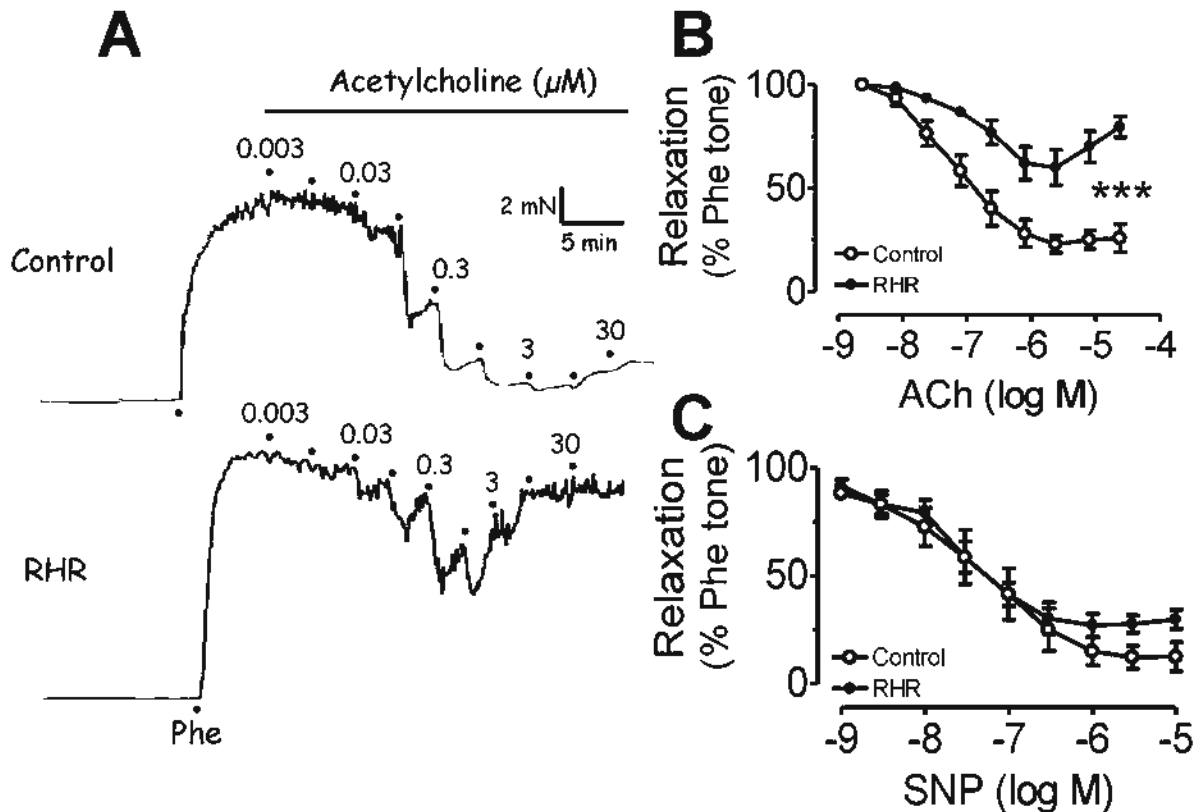 A
Acetylcholine (µM)
0.003
0.03
2 mN
5 min
Control
0.3
3
30
0.003
0.03
0.3
3
30
RHR
Phe
B
Relaxation
(% Phe tone)
100
50
0
***
Control
RHR
-9 -8 -7 -6 -5 -4
ACh (log M)
C
Relaxation
(% Phe tone)
100
50
0
Control
RHR
-9 -8 -7 -6 -5
SNP (log M)